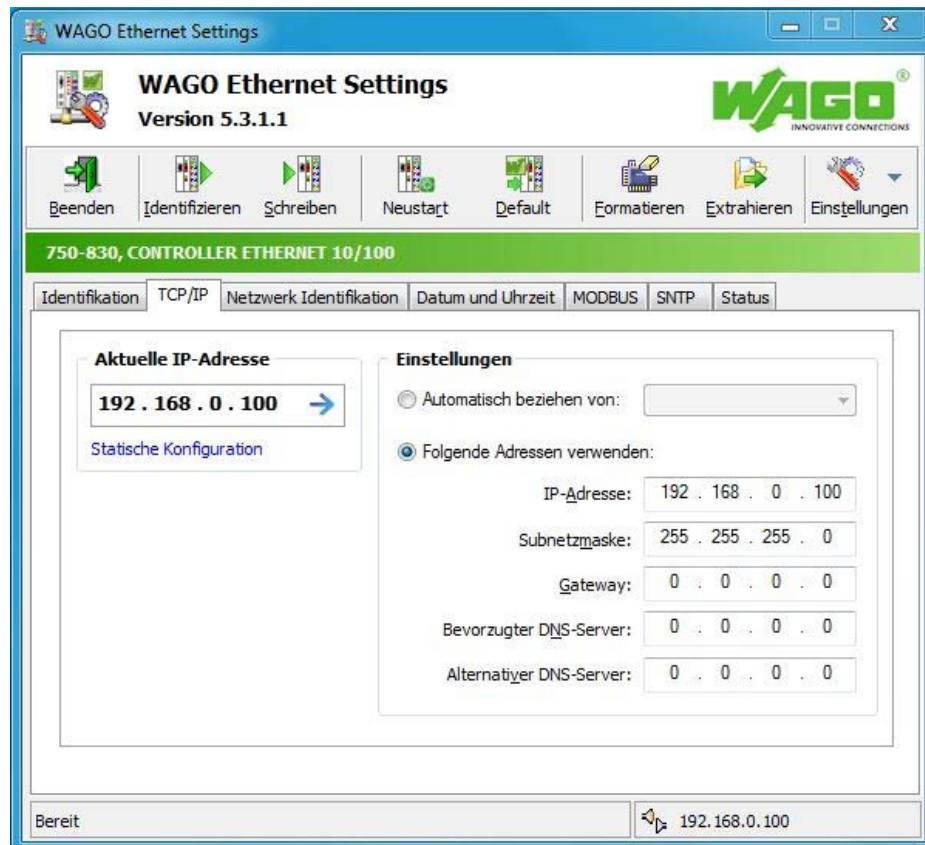 WAGO Ethernet Settings
WAGO Ethernet Settings
Version 5.3.1.1
WAGO ®
INNOVATIVE CONNECTIONS
Beenden Identifizieren Schreiben Neustart Default Formatieren Extrahieren Einstellungen
750-830, CONTROLLER ETHERNET 10/100
Identifikation TCP/IP Netzwerk Identifikation Datum und Uhrzeit MODBUS SNTP Status
Aktuelle IP-Adresse
192 . 168 . 0 . 100
Statische Konfiguration
Einstellungen
Automatisch beziehen von:
Folgende Adressen verwenden:
IP-Adresse: 192 . 168 . 0 . 100
Subnetzmaske: 255 . 255 . 255 . 0
Gateway: 0 . 0 . 0 . 0
Bevorzugter DNS-Server: 0 . 0 . 0 . 0
Alternativer DNS-Server: 0 . 0 . 0 . 0
Bereit 192.168.0.100